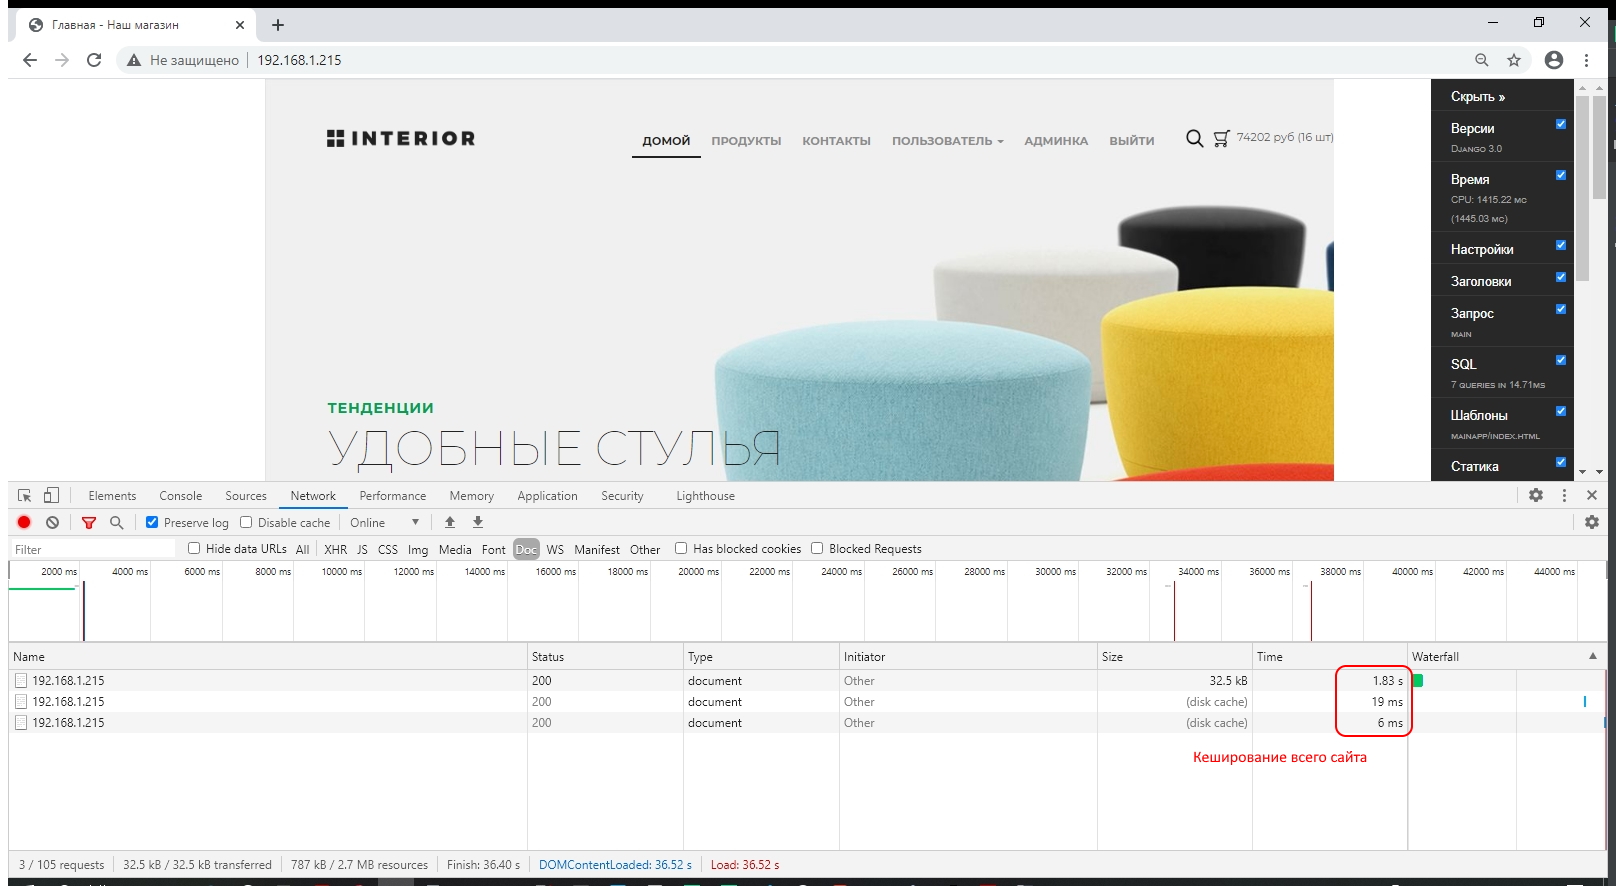 Главная - Наш магазин
Не защищено
192.168.1.215
INTERIOR
ДОМОЙ
ПРОДУКТЫ
КОНТАКТЫ
ПОЛЬЗОВАТЕЛЬ
АДМИНКА
ВЫЙТИ
74202 руб (16 шт)
ТЕНДЕНЦИИ
УДОБНЫЕ СТУЛЬЯ
Скрыть »
Версии
DJANGO 3.0
Время
CPU: 1415.22 МС
(1445.03 МС)
Настройки
Заголовки
Запрос
MAIN
SQL
7 QUERIES IN 14.71MS
Шаблоны
MAINAPP/INDEX.HTML
Статика
Elements Console Sources Network Performance Memory Application Security Lighthouse
Preserve log Disable cache Online
Filter Hide data URLs All XHR JS CSS Img Media Font Doc WS Manifest Other Has blocked cookies Blocked Requests
2000 ms 4000 ms 6000 ms 8000 ms 10000 ms 12000 ms 14000 ms 16000 ms 18000 ms 20000 ms 22000 ms 24000 ms 26000 ms 28000 ms 30000 ms 32000 ms 34000 ms 36000 ms 38000 ms 40000 ms 42000 ms 44000 ms
Name Status Type Initiator Size Time Waterfall
192.168.1.215 200 document Other 32.5 kB 1.83 s
192.168.1.215 200 document Other (disk cache) 19 ms
192.168.1.215 200 document Other (disk cache) 6 ms
Кеширование всего сайта
3 / 105 requests 32.5 kB / 32.5 kB transferred 787 kB / 2.7 MB resources Finish: 36.40 s DOMContentLoaded: 36.52 s Load: 36.52 s